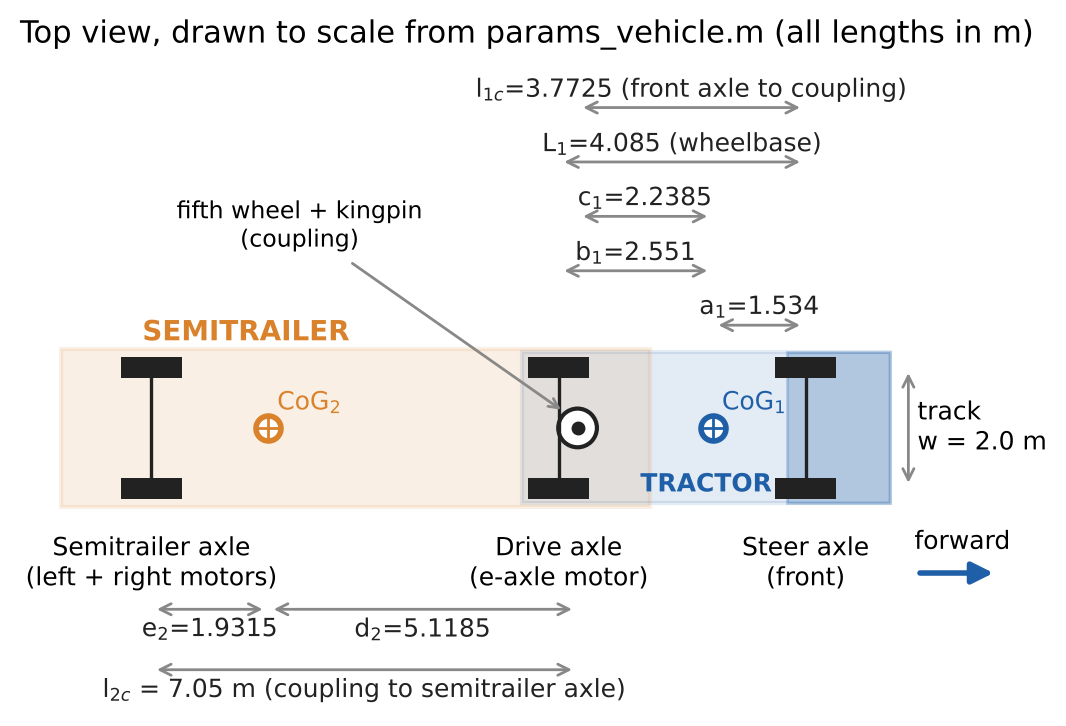 Top view, drawn to scale from params_vehicle.m (all lengths in m)
l1c=3.7725 (front axle to coupling)
L1=4.085 (wheelbase)
c1=2.2385
fifth wheel + kingpin
(coupling)
b1=2.551
a1=1.534
SEMITRAILER
CoG2
CoG1
track
w = 2.0 m
TRACTOR
Semitrailer axle
(left + right motors)
Drive axle
(e-axle motor)
Steer axle
(front)
forward
e2=1.9315
d2=5.1185
l2c = 7.05 m (coupling to semitrailer axle)